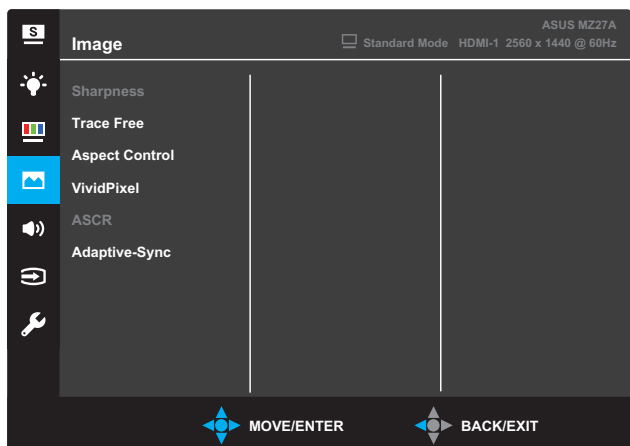 S
ASUS MZ27A
Image
Standard Mode HDMI-1 2560 x 1440 @ 60Hz
Sharpness
Trace Free
Aspect Control
VividPixel
ASCR
Adaptive-Sync
MOVE/ENTER
BACK/EXIT